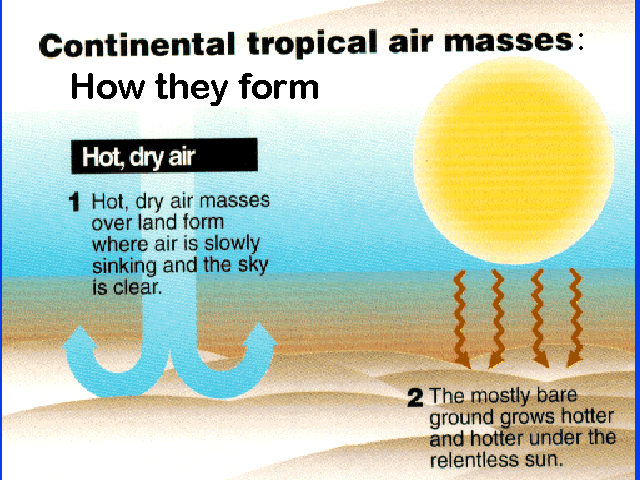 Continental tropical air masses:
How they form
Hot, dry air
1 Hot, dry air masses
over land form
where air is slowly
sinking and the sky
is clear.
2 The mostly bare
ground grows hotter
and hotter under the
relentless sun.